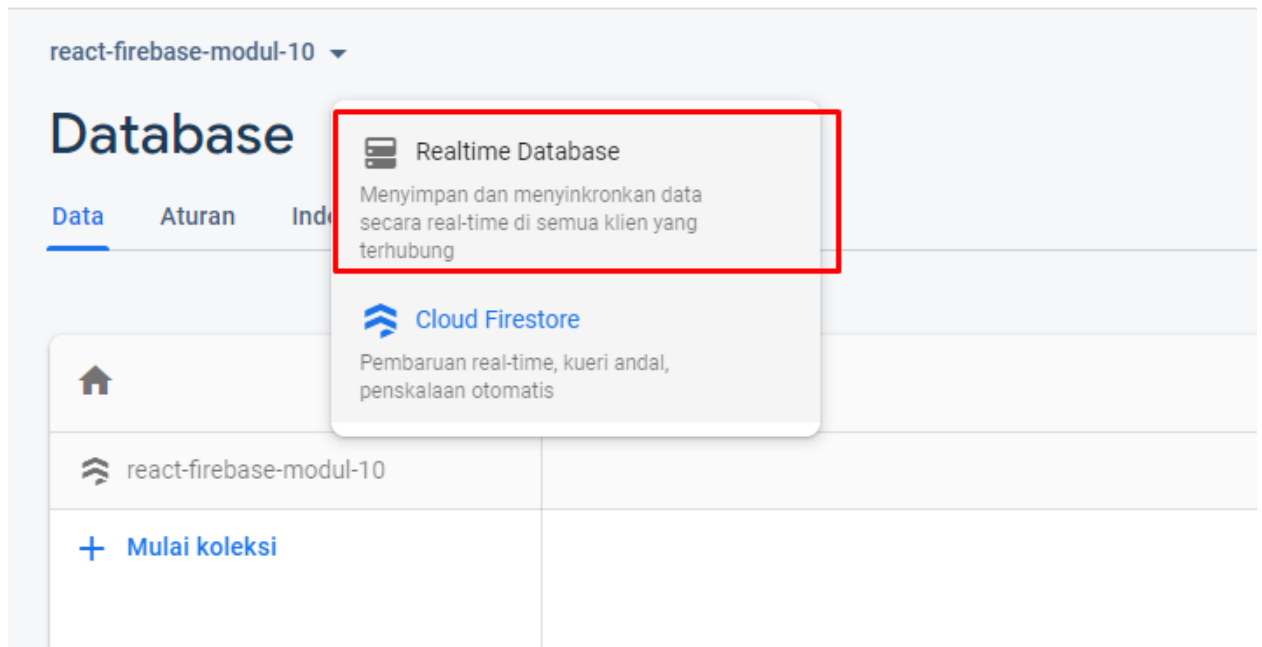 react-firebase-modul-10
Database
Realtime Database
Menyimpan dan menyinkronkan data
secara real-time di semua klien yang
terhubung
Data Aturan
Cloud Firestore
Pembaruan real-time, kueri andal,
penskalaan otomatis
react-firebase-modul-10
Mulai koleksi